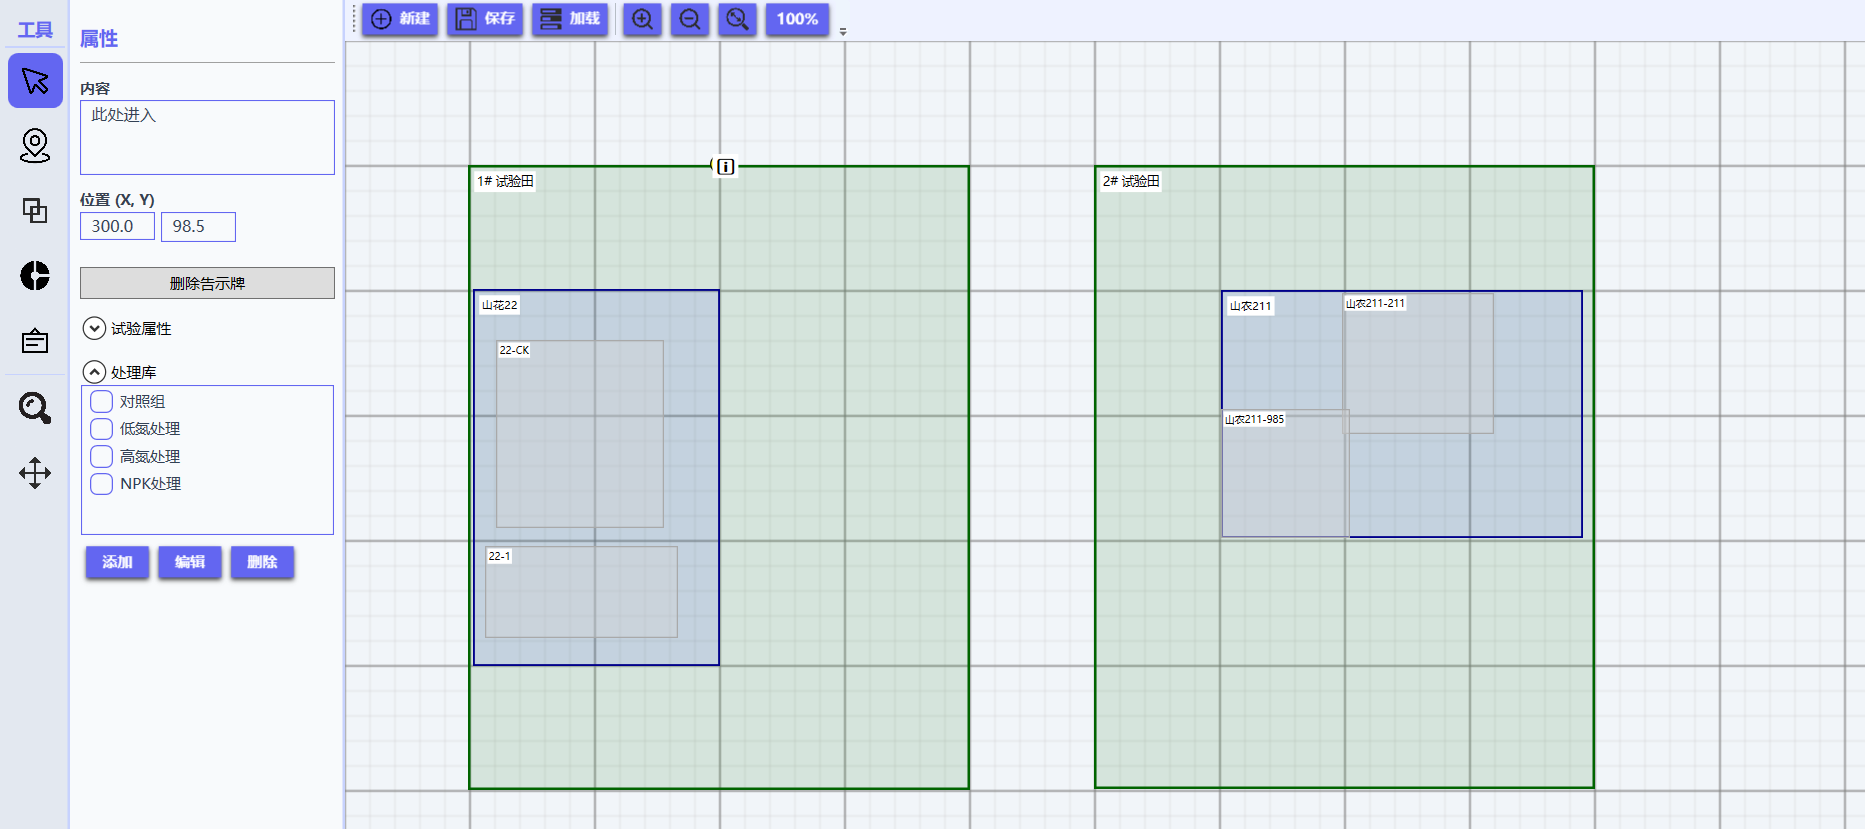 工具
属性
内容
此处进入
位置 (X, Y)
300.0
98.5
删除告示牌
试验属性
处理库
对照组
低氮处理
高氮处理
NPK处理
添加
编辑
删除
新建
保存
加载
100%
1# 试验田
山花22
22-CK
22-1
2# 试验田
山农211
山农211-211
山农211-985